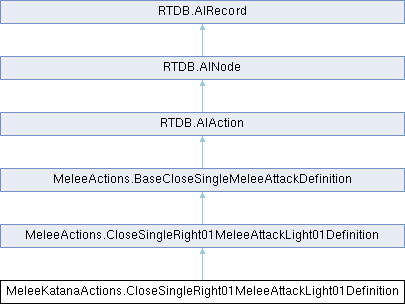 RTDB.AIRecord
RTDB.AINode
RTDB.AIAction
MeleeActions.BaseCloseSingleMeleeAttackDefinition
MeleeActions.CloseSingleRight01MeleeAttackLight01Definition
MeleeKatanaActions.CloseSingleRight01MeleeAttackLight01Definition